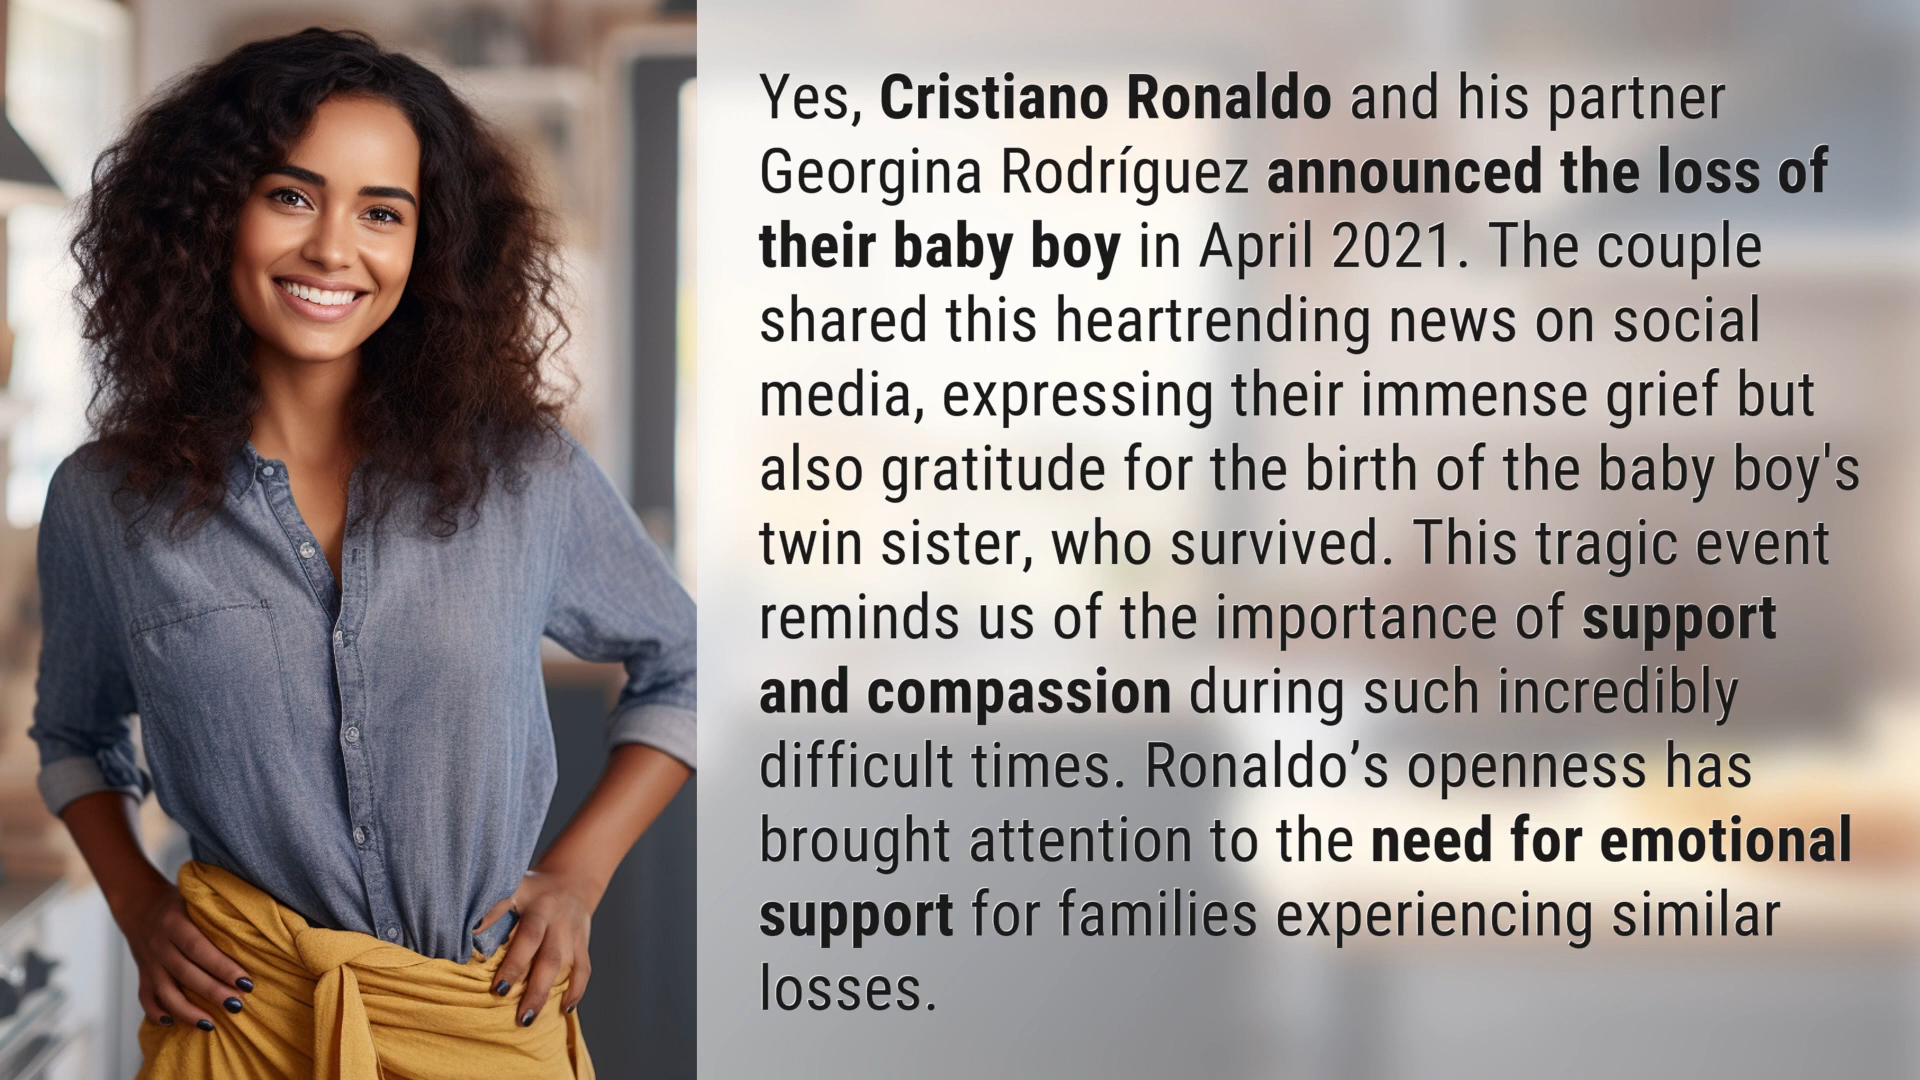 Yes, Cristiano Ronaldo and his partner
Georgina Rodríguez announced the loss of
their baby boy in April 2021. The couple
shared this heartrending news on social
media, expressing their immense grief but
also gratitude for the birth of the baby boy's
twin sister, who survived. This tragic event
reminds us of the importance of support
and compassion during such incredibly
difficult times. Ronaldo’s openness has
brought attention to the need for emotional
support for families experiencing similar
losses.